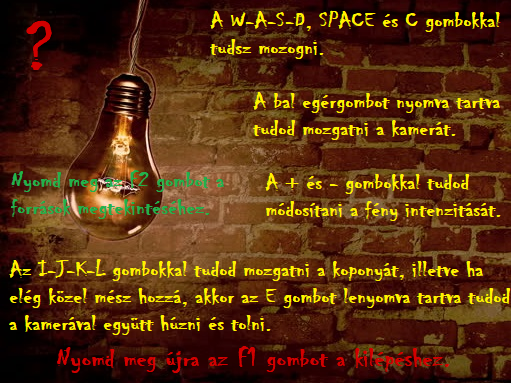 ?
A W-A-S-D, SPACE és C gombokkal
tudsz mozogni.
A bal egérgombot nyomva tartva
tudod mozgatni a kamerát.
Nyomd meg az F2 gombot a
források megtekintéséhez.
A + és - gombokkal tudod
módosítani a fény intenzitását.
Az I-J-K-L gombokkal tudod mozgatni a koponyát, illetve ha
elég közel mész hozzá, akkor az E gombot lenyomva tartva tudod
a kamerával együtt húzni és tolni.
Nyomd meg újra az F1 gombot a kilépéshez.